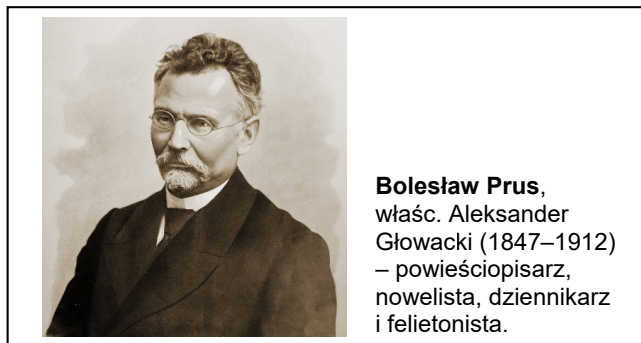 Bolesław Prus,
właśc. Aleksander
Głowacki (1847–1912)
– powieściopisarz,
nowelista, dziennikarz
i felietonista.